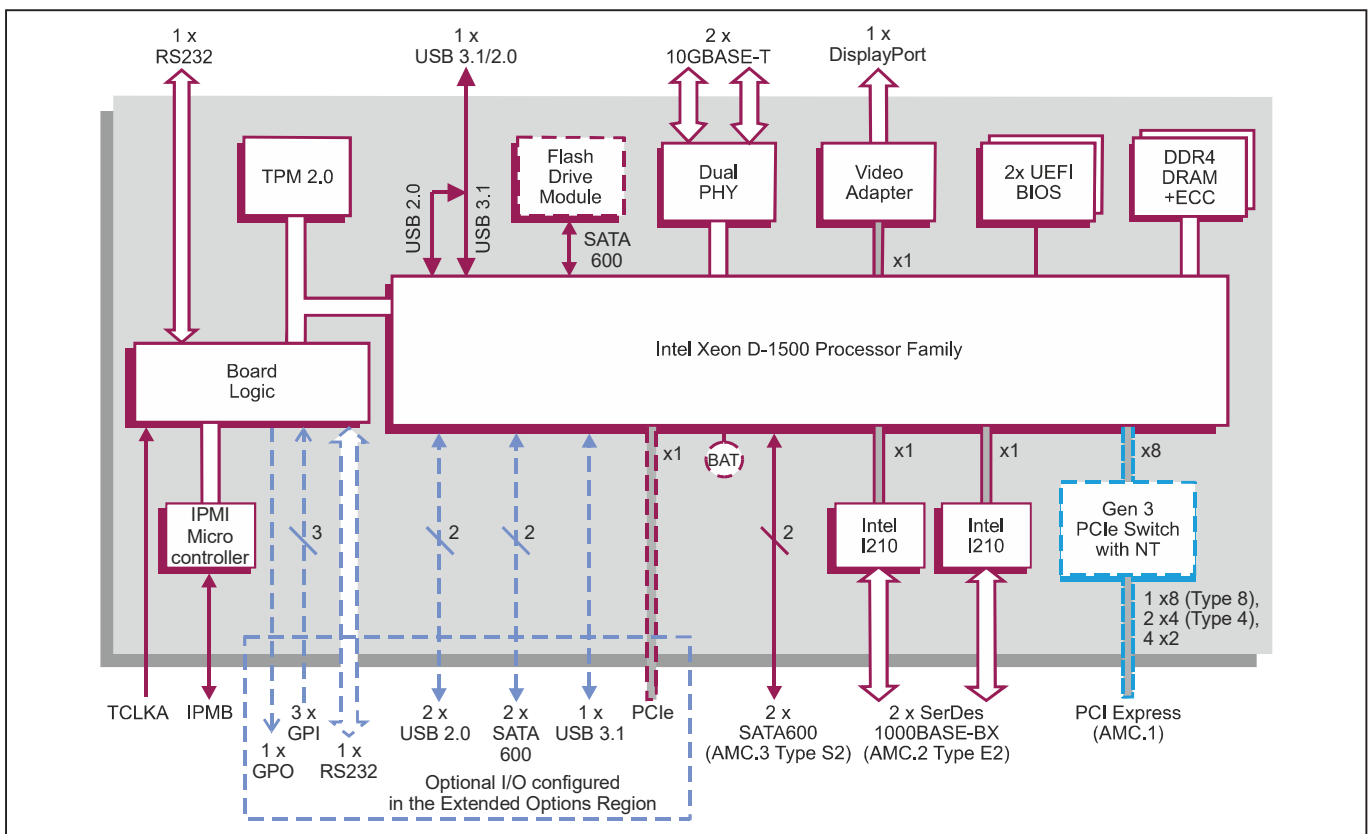 1 x
RS232
1 x
USB 3.1/2.0
2 x
10GBASE-T
1 x
DisplayPort
TPM 2.0
USB 2.0
USB 3.1
Flash
Drive
Module
SATA
600
Dual
PHY
Video
Adapter
x1
2x UEFI
BIOS
DDR4
DRAM
+ECC
Intel Xeon D-1500 Processor Family
Board
Logic
IPMI
Micro
controller
3
2
2
x1
BAT
2
x1
Intel
I210
x1
Intel
I210
x8
Gen 3
PCIe Switch
with NT
1 x8 (Type 8),
2 x4 (Type 4),
4 x2
TCLKA
IPMB
1 x
GPO
3 x
GPI
1 x
RS232
2 x
USB 2.0
2 x
SATA
600
1 x
USB 3.1
PCIe
Optional I/O configured
in the Extended Options Region
2 x
SATA600
(AMC.3 Type S2)
2 x SerDes
1000BASE-BX
(AMC.2 Type E2)
PCI Express
(AMC.1)